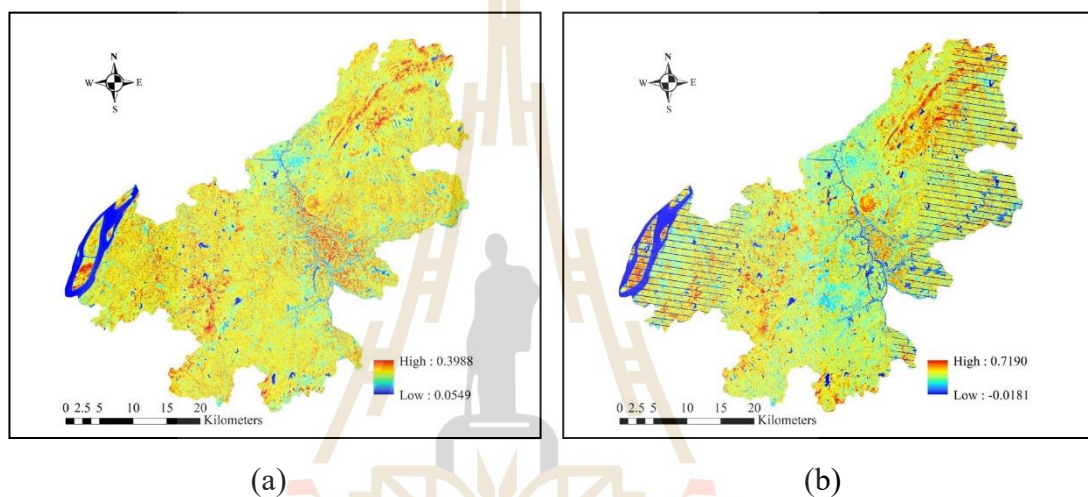 N
W E
S
High : 0.3988
Low : 0.0549
0 2.5 5 10 15 20
Kilometers
(a)
N
W E
S
High : 0.7190
Low : -0.0181
0 2.5 5 10 15 20
Kilometers
(b)